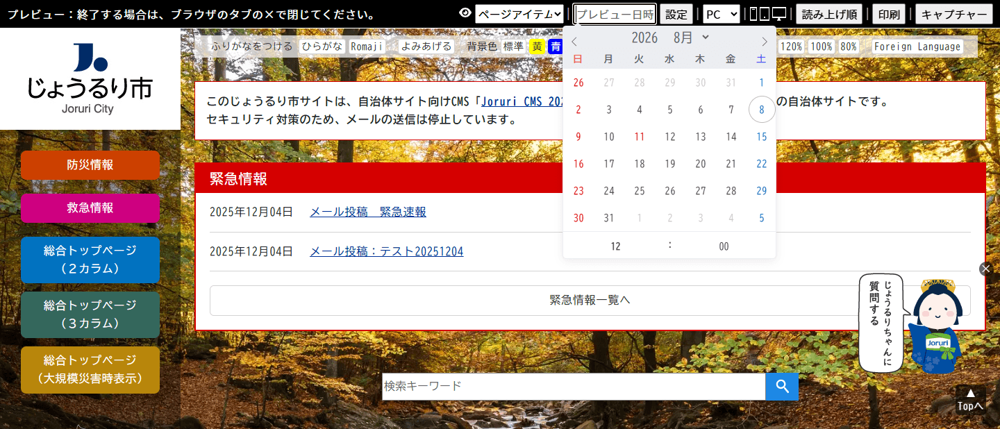 プレビュー：終了する場合は、ブラウザのタブの×で閉じてください。
ページアイテム | プレビュー日時 設定 | PC | 読み上げ順 | 印刷 | キャプチャー
じょうるり市
Joruri City
ふりがなをつける ひらがな Romaji よみあげる 背景色 標準 黄 青 120% 100% 80% Foreign Language
2026 8月
日 月 火 水 木 金 土
26 27 28 29 30 31 1
2 3 4 5 6 7 8
9 10 11 12 13 14 15
16 17 18 19 20 21 22
23 24 25 26 27 28 29
30 31 1 2 3 4 5
12 : 00
このじょうるり市サイトは、自治体サイト向けCMS「Joruri CMS 202
の自治体サイトです。
セキュリティ対策のため、メールの送信は停止しています。
防災情報
救急情報
総合トップページ
（２カラム）
総合トップページ
（３カラム）
総合トップページ
（大規模災害時表示）
緊急情報
2025年12月04日 メール投稿　緊急速報
2025年12月04日 メール投稿：テスト20251204
緊急情報一覧へ
じょうるりちゃんに
質問する
Joruri
検索キーワード
▲
Topへ